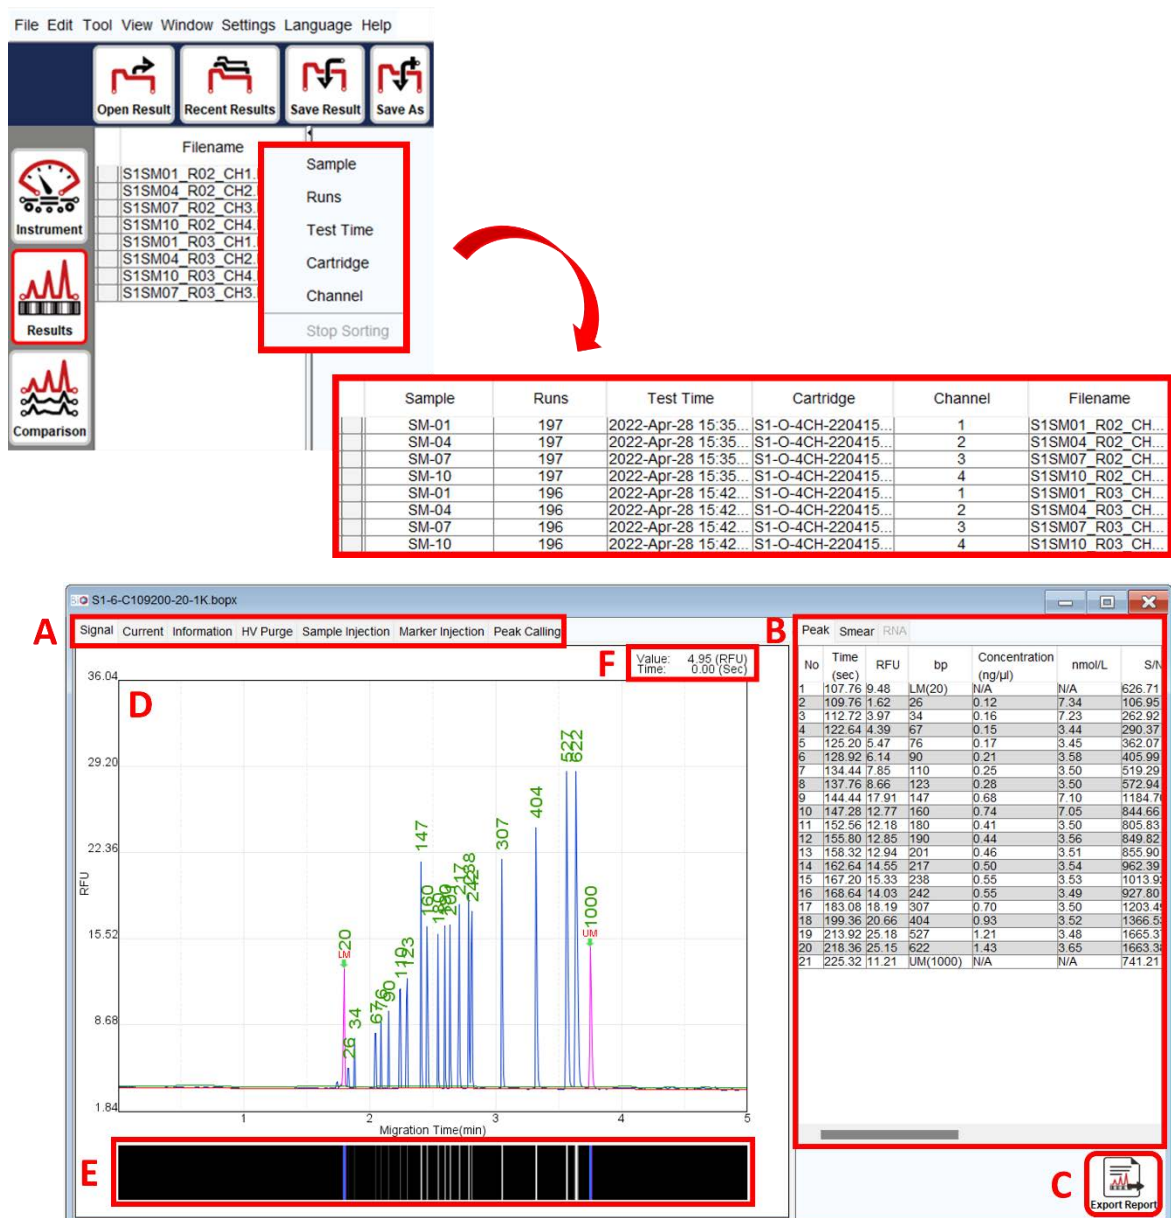 File Edit Tool View Window Settings Language Help
Open Result Recent Results Save Result Save As
Filename
S1SM01_R02_CH1.
S1SM04_R02_CH2.
S1SM07_R02_CH3.
S1SM10_R02_CH4.
S1SM01_R03_CH1.
S1SM04_R03_CH2.
S1SM10_R03_CH4.
S1SM07_R03_CH3.
Sample
Runs
Test Time
Cartridge
Channel
Stop Sorting
Instrument
Results
Comparison
Sample Runs Test Time Cartridge Channel Filename
SM-01 197 2022-Apr-28 15:35... S1-O-4CH-220415... 1 S1SM01_R02_CH...
SM-04 197 2022-Apr-28 15:35... S1-O-4CH-220415... 2 S1SM04_R02_CH...
SM-07 197 2022-Apr-28 15:35... S1-O-4CH-220415... 3 S1SM07_R02_CH...
SM-10 197 2022-Apr-28 15:35... S1-O-4CH-220415... 4 S1SM10_R02_CH...
SM-01 196 2022-Apr-28 15:42... S1-O-4CH-220415... 1 S1SM01_R03_CH...
SM-04 196 2022-Apr-28 15:42... S1-O-4CH-220415... 2 S1SM04_R03_CH...
SM-07 196 2022-Apr-28 15:42... S1-O-4CH-220415... 3 S1SM07_R03_CH...
SM-10 196 2022-Apr-28 15:42... S1-O-4CH-220415... 4 S1SM10_R03_CH...
S1-6-C109200-20-1K.bopx
A
Signal Current Information HV Purge Sample Injection Marker Injection Peak Calling
F
Value: 4.95 (RFU)
Time: 0.00 (Sec)
D
36.04
29.20
22.36
15.52
8.68
1.84
RFU
LM
20
26
34
67
76
90
110
123
147
160
180
190
201
217
238
242
307
404
527
622
1000
UM
1 2 3 4 5
Migration Time(min)
E
B
Peak Smear RNA
No Time (sec) RFU bp Concentration (ng/µl) nmol/L S/N
1 107.76 9.48 LM(20) N/A N/A 626.71
2 109.76 1.62 26 0.12 7.34 106.95
3 112.72 3.97 34 0.16 7.23 262.92
4 122.64 4.39 67 0.15 3.44 290.37
5 125.20 5.47 76 0.17 3.45 362.07
6 128.92 6.14 90 0.21 3.58 405.99
7 134.44 7.85 110 0.25 3.50 519.29
8 137.76 8.66 123 0.28 3.50 572.94
9 144.44 17.91 147 0.68 7.10 1184.7
10 147.28 12.77 160 0.74 7.05 844.66
11 152.56 12.18 180 0.41 3.50 805.83
12 155.80 12.85 190 0.44 3.56 849.82
13 158.32 12.94 201 0.46 3.51 855.90
14 162.64 14.55 217 0.50 3.54 962.39
15 167.20 15.33 238 0.55 3.53 1013.9
16 168.64 14.03 242 0.55 3.49 927.80
17 183.08 18.19 307 0.70 3.50 1203.4
18 199.36 20.66 404 0.93 3.52 1366.5
19 213.92 25.18 527 1.21 3.48 1665.3
20 218.36 25.15 622 1.43 3.65 1663.3
21 225.32 11.21 UM(1000) N/A N/A 741.21
C
Export Report